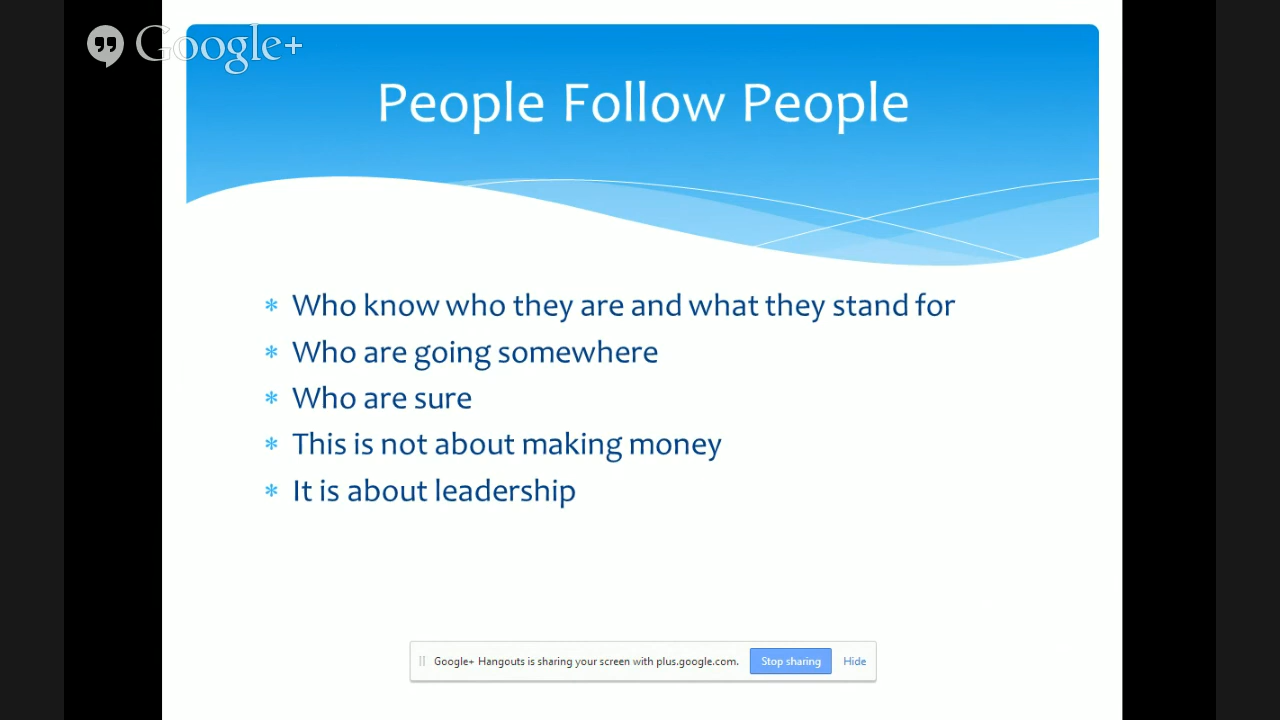 Google+
People Follow People
* Who know who they are and what they stand for
* Who are going somewhere
* Who are sure
* This is not about making money
* It is about leadership
Google+ Hangouts is sharing your screen with plus.google.com. Stop sharing Hide